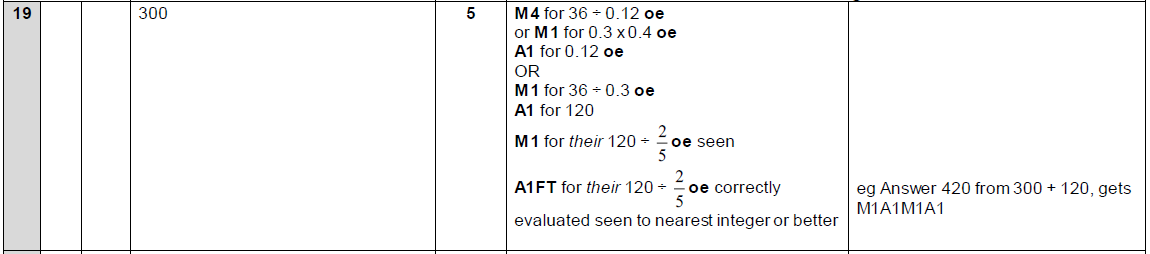 19 300 5 M4 for 36 ÷ 0.12 oe
or M1 for 0.3 x 0.4 oe
A1 for 0.12 oe
OR
M1 for 36 ÷ 0.3 oe
A1 for 120
M1 for their 120 ÷ 2/5 oe seen
A1FT for their 120 ÷ 2/5 oe correctly
evaluated seen to nearest integer or better
eg Answer 420 from 300 + 120, gets
M1A1M1A1